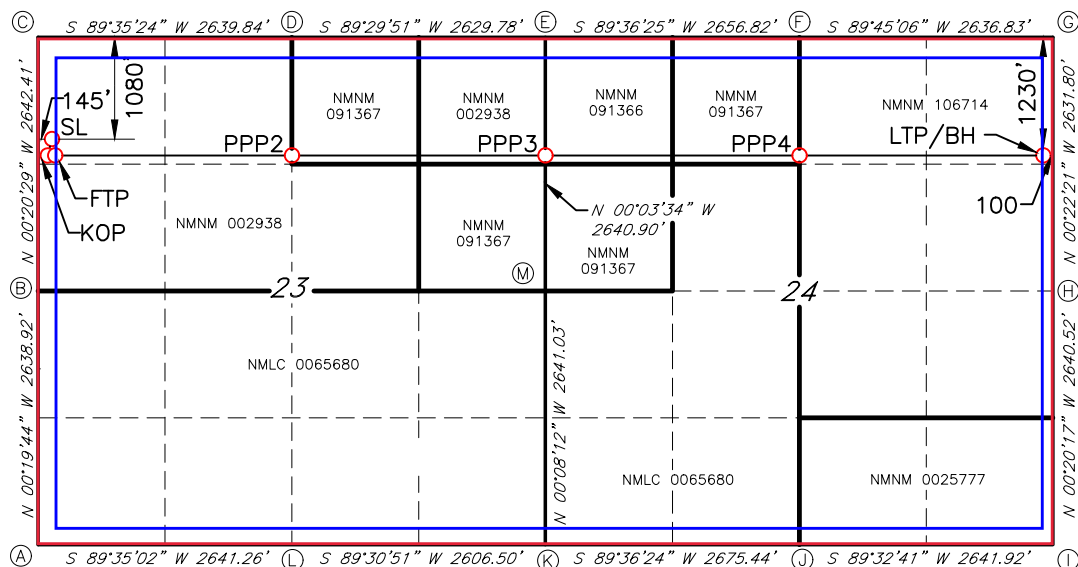 C S 89°35'24" W 2639.84' D S 89°29'51" W 2629.78' E S 89°36'25" W 2656.82' F S 89°45'06" W 2636.83' G
N 00°20'29" W 2642.41'
1080'
145'
SL
NMNM
091367
NMNM
002938
NMNM
091366
NMNM
091367
NMNM 106714
1230'
N 00°22'21" W 2631.80'
PPP2
PPP3
PPP4
LTP/BH
FTP
KOP
100
NMNM 002938
N 00°03'34" W
2640.90'
NMNM
091367
NMNM
091367
B
23
M
24
H
N 00°19'44" W 2638.92'
NMLC 0065680
N 00°08'12" W 2641.03'
N 00°20'17" W 2640.52'
NMLC 0065680
NMNM 0025777
A S 89°35'02" W 2641.26' L S 89°30'51" W 2606.50' K S 89°36'24" W 2675.44' J S 89°32'41" W 2641.92' I